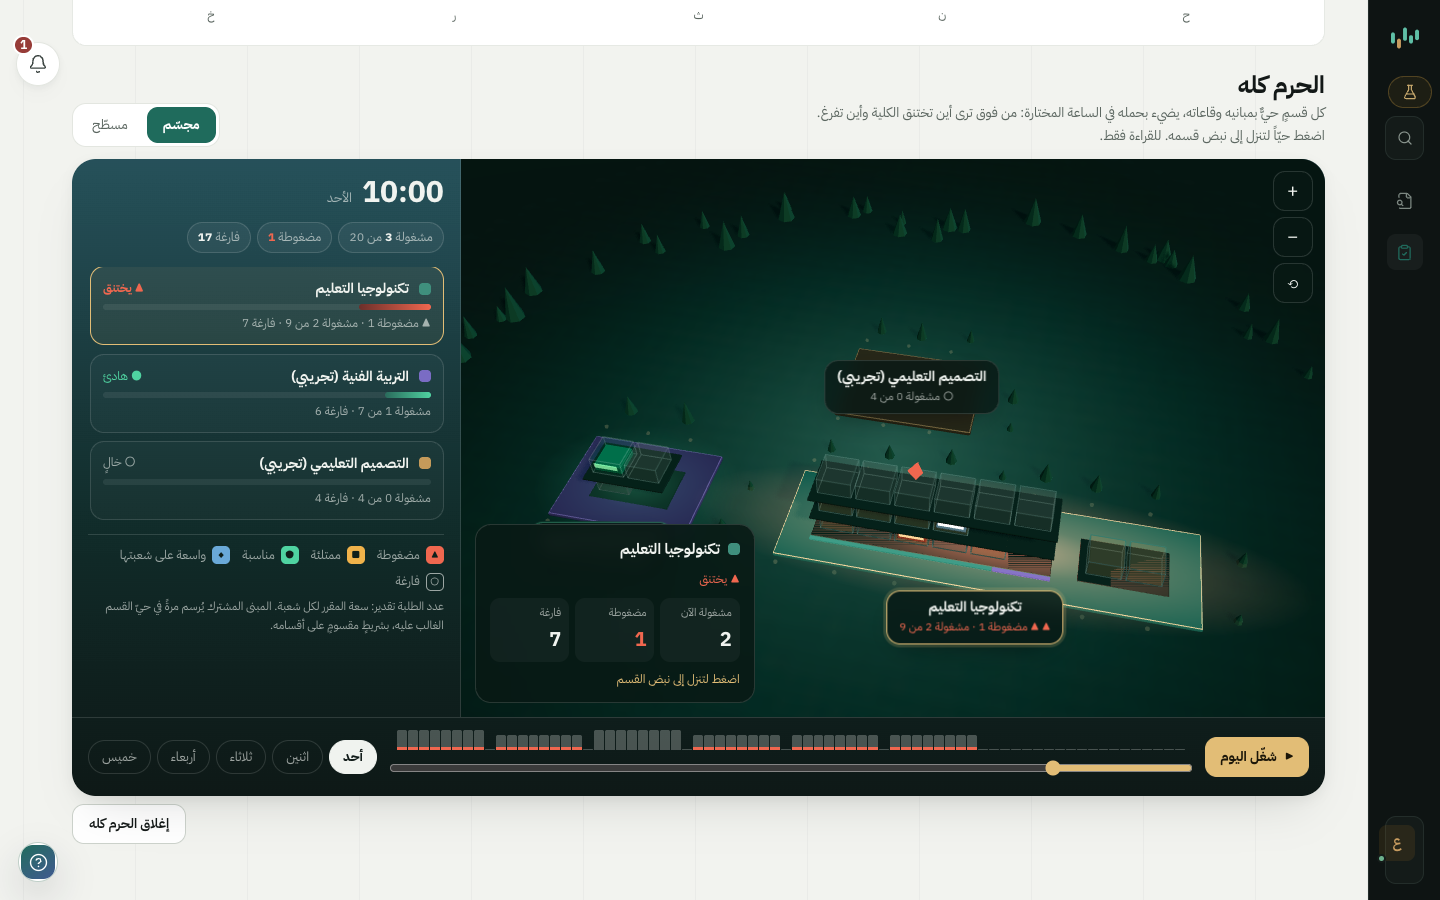 ح
ن
ث
ر
خ
1
الحرم كله
كل قسمٍ حيٌّ بمبانيه وقاعاته، يضيء بحمله في الساعة المختارة: من فوق ترى أين تختنق الكلية وأين تفرغ.
اضغط حيّاً لتنزل إلى نبض قسمه. للقراءة فقط.
مجسّم
مسطّح
+
−
10:00 الأحد
مشغولة 3 من 20
مضغوطة 1
فارغة 17
تكنولوجيا التعليم
▲ يختنق
▲ مضغوطة 1 · مشغولة 2 من 9 · فارغة 7
التربية الفنية (تجريبي)
هادئ
مشغولة 1 من 7 · فارغة 6
التصميم التعليمي (تجريبي)
خالٍ
مشغولة 0 من 4 · فارغة 4
مضغوطة
ممتلئة
مناسبة
واسعة على شعبتها
فارغة
عدد الطلبة تقدير: سعة المقرر لكل شعبة. المبنى المشترك يُرسم مرةً في حيّ القسم
الغالب عليه، بشريطٍ مقسومٍ على أقسامه.
التصميم التعليمي (تجريبي)
مشغولة 0 من 4
تكنولوجيا التعليم
▲ ▲ مضغوطة 1 · مشغولة 2 من 9
تكنولوجيا التعليم
▲ يختنق
مشغولة الآن
2
مضغوطة
1
فارغة
7
اضغط لتنزل إلى نبض القسم
شغّل اليوم
أحد
اثنين
ثلاثاء
أربعاء
خميس
إغلاق الحرم كله
ع
?